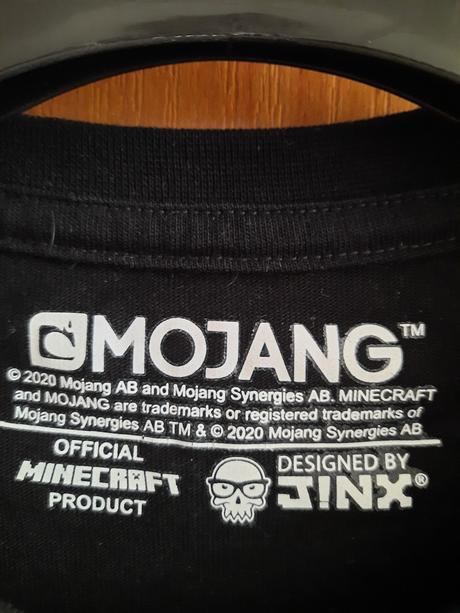 MOJANG™
© 2020 Mojang AB and Mojang Synergies AB. MINECRAFT
and MOJANG are trademarks or registered trademarks of
Mojang Synergies AB TM & © 2020 Mojang Synergies AB
OFFICIAL
MINECRAFT
PRODUCT
DESIGNED BY
J!NX®